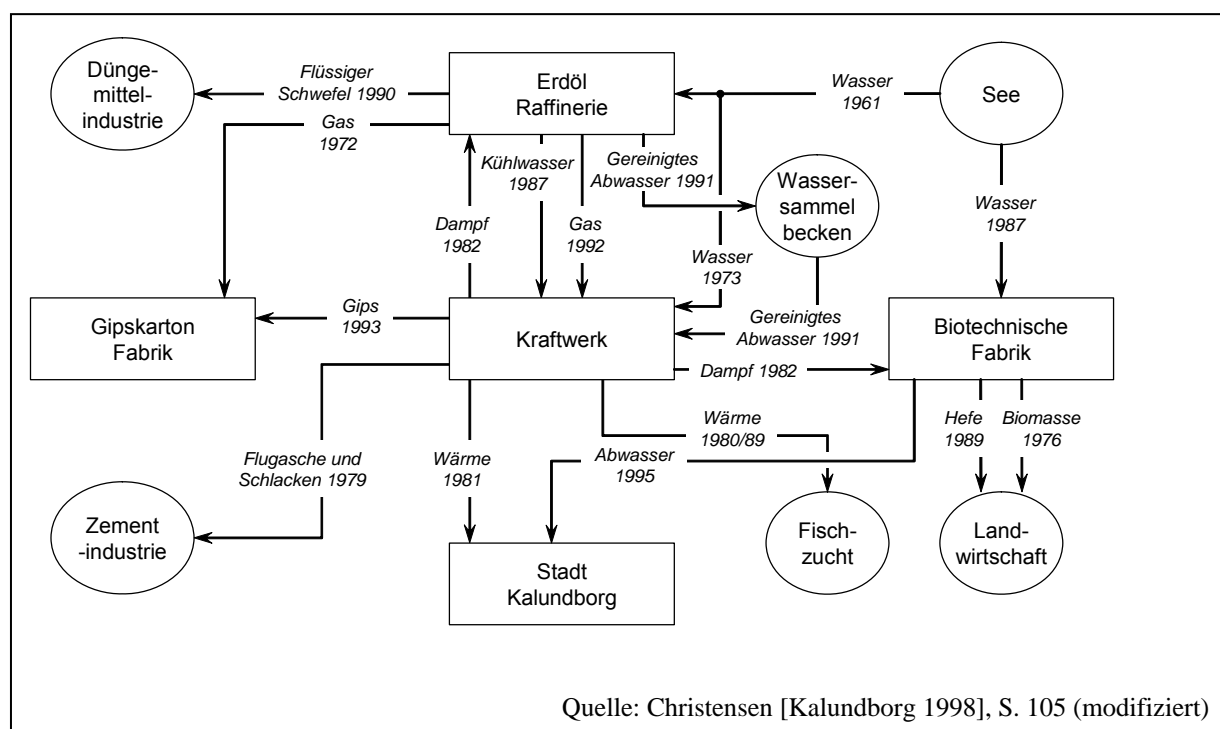 Dünge-
mittel-
industrie
Flüssiger
Schwefel 1990
Erdöl
Raffinerie
Wasser
1961
See
Gas
1972
Kühlwasser
1987
Gereinigtes
Abwasser 1991
Wasser-
sammel
becken
Wasser
1987
Dampf
1982
Gas
1992
Wasser
1973
Gipskarton
Fabrik
Gips
1993
Kraftwerk
Gereinigtes
Abwasser 1991
Biotechnische
Fabrik
Dampf 1982
Flugasche und
Schlacken 1979
Wärme
1981
Wärme
1980/89
Abwasser
1995
Hefe
1989
Biomasse
1976
Zement
-industrie
Stadt
Kalundborg
Fisch-
zucht
Land-
wirtschaft
Quelle: Christensen [Kalundborg 1998], S. 105 (modifiziert)